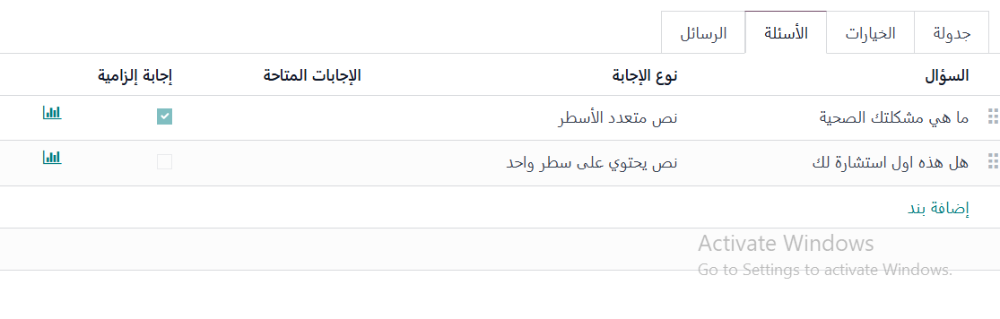 جدولة الخيارات الأسئلة الرسائل
السؤال نوع الإجابة الإجابات المتاحة إجابة إلزامية
ما هي مشكلتك الصحية نص متعدد الأسطر
هل هذه اول استشارة لك نص يحتوي على سطر واحد
إضافة بند
Activate Windows
Go to Settings to activate Windows.